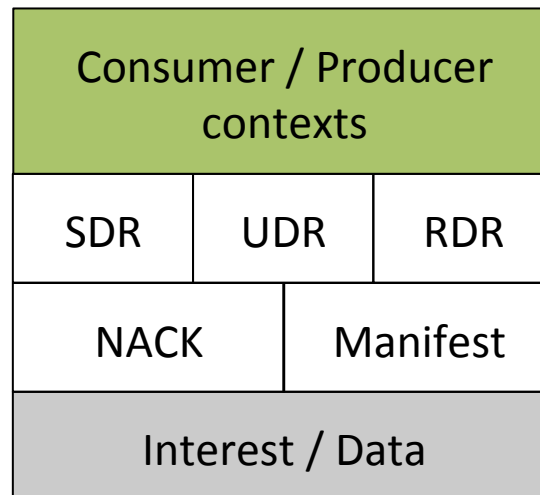 Consumer / Producer
contexts
SDR UDR RDR
NACK Manifest
Interest / Data